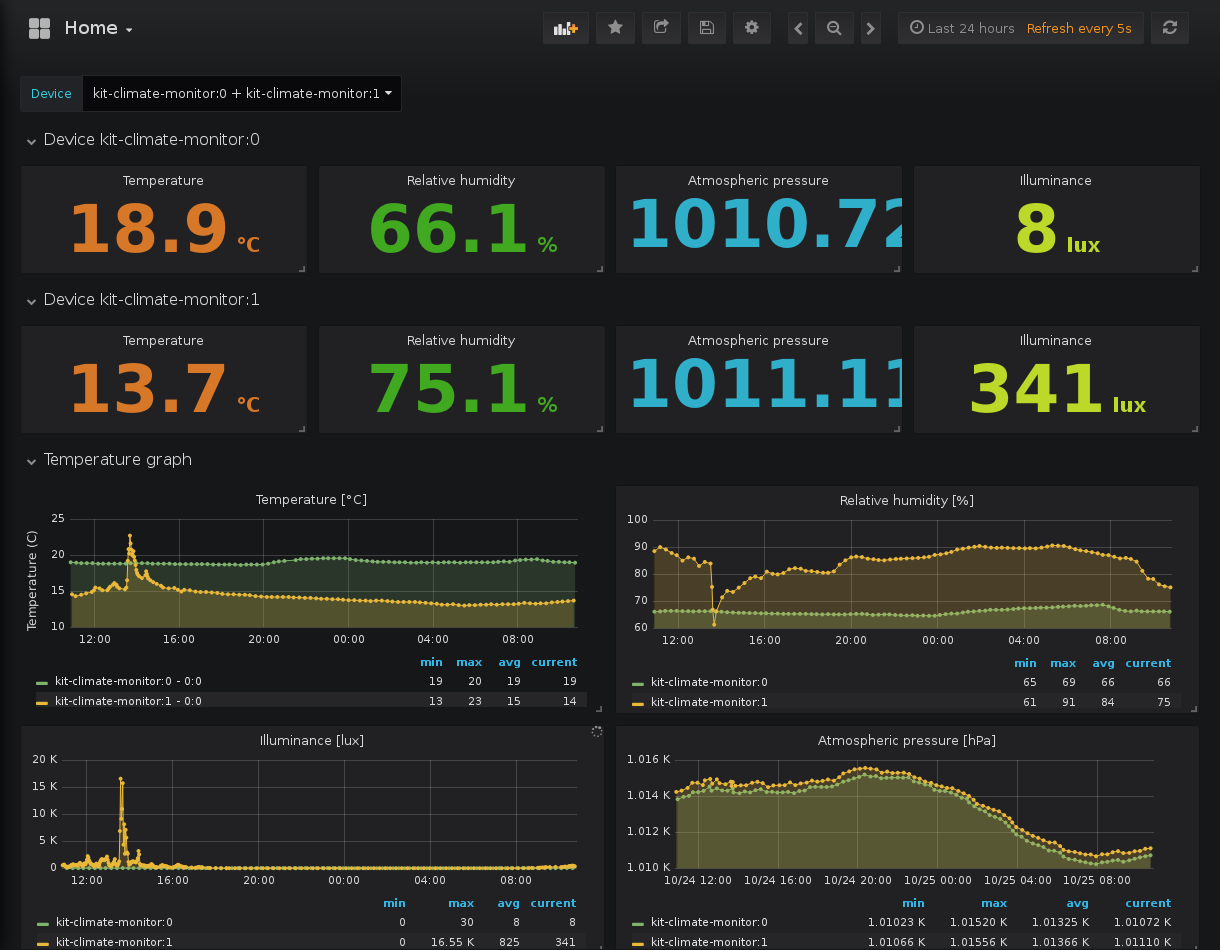 Home
Last 24 hours Refresh every 5s
Device kit-climate-monitor:0 + kit-climate-monitor:1
Device kit-climate-monitor:0
Temperature Relative humidity Atmospheric pressure Illuminance
18.9 °C 66.1 % 1010.72 8 lux
Device kit-climate-monitor:1
Temperature Relative humidity Atmospheric pressure Illuminance
13.7 °C 75.1 % 1011.11 341 lux
Temperature graph
Temperature [°C]
Temperature (C)
25
20
15
10
12:00 16:00 20:00 00:00 04:00 08:00
min max avg current
kit-climate-monitor:0 - 0:0 19 20 19 19
kit-climate-monitor:1 - 0:0 13 23 15 14
Relative humidity [%]
100
90
80
70
60
12:00 16:00 20:00 00:00 04:00 08:00
min max avg current
kit-climate-monitor:0 65 69 66 66
kit-climate-monitor:1 61 91 84 75
Illuminance [lux]
20 K
15 K
10 K
5 K
0
12:00 16:00 20:00 00:00 04:00 08:00
min max avg current
kit-climate-monitor:0 0 30 8 8
kit-climate-monitor:1 0 16.55 K 825 341
Atmospheric pressure [hPa]
1.016 K
1.014 K
1.012 K
1.010 K
10/24 12:00 10/24 16:00 10/24 20:00 10/25 00:00 10/25 04:00 10/25 08:00
min max avg current
kit-climate-monitor:0 1.01023 K 1.01520 K 1.01325 K 1.01072 K
kit-climate-monitor:1 1.01066 K 1.01556 K 1.01366 K 1.01110 K